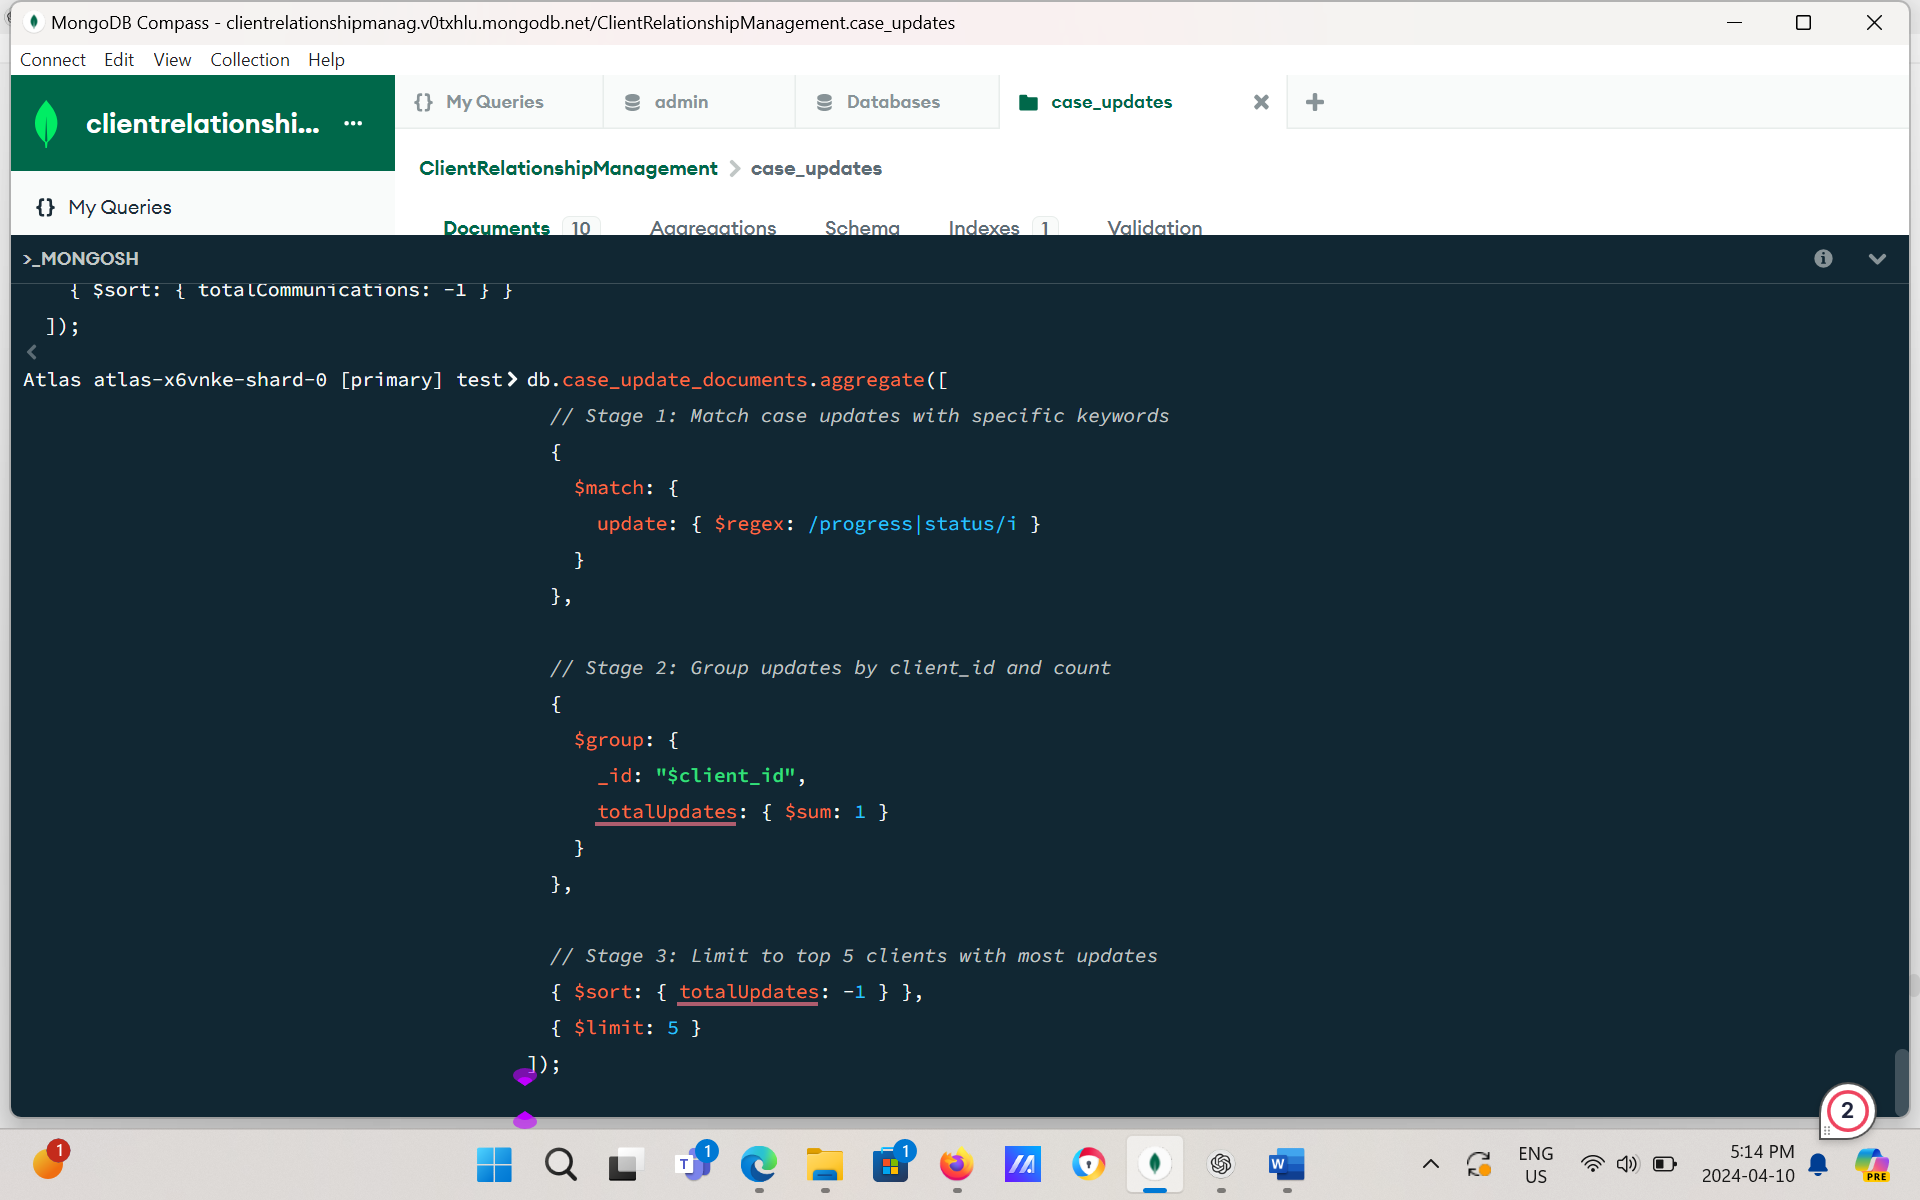 MongoDB Compass - clientrelationshipmanag.v0txhlu.mongodb.net/ClientRelationshipManagement.case_updates
Connect Edit View Collection Help
clientrelationshi... ...
{} My Queries
{} My Queries
admin
Databases
case_updates
ClientRelationshipManagement > case_updates
Documents 10 Aggregations Schema Indexes 1 Validation
>_MONGOSH
{ $sort: { totalCommunications: -1 } }
]);
<
Atlas atlas-x6vnke-shard-0 [primary] test> db.case_update_documents.aggregate([
// Stage 1: Match case updates with specific keywords
{
$match: {
update: { $regex: /progress|status/i }
}
},
// Stage 2: Group updates by client_id and count
{
$group: {
_id: "$client_id",
totalUpdates: { $sum: 1 }
}
},
// Stage 3: Limit to top 5 clients with most updates
{ $sort: { totalUpdates: -1 } },
{ $limit: 5 }
]);
2
1
T 1
1
W
ENG
US
5:14 PM
2024-04-10
PRE